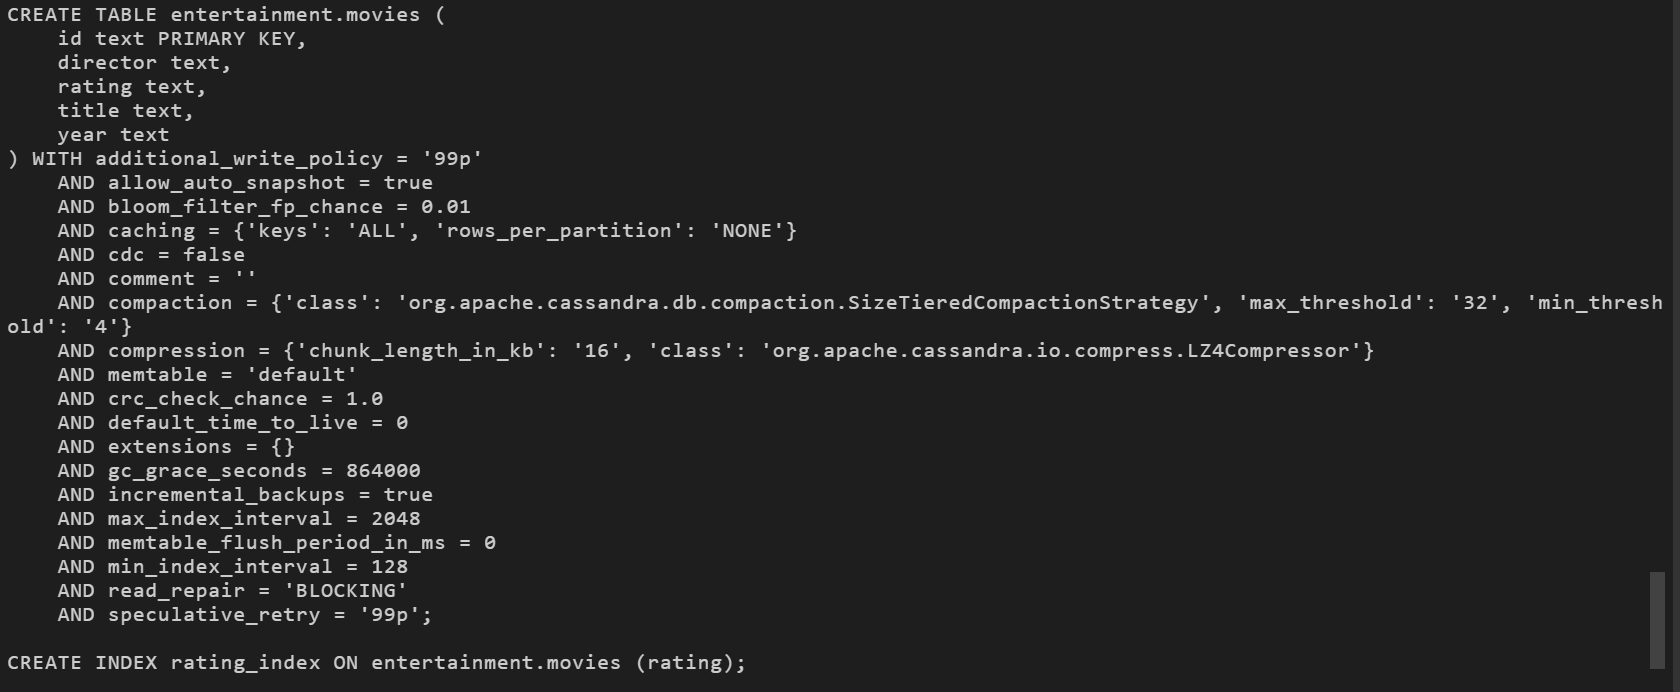 CREATE TABLE entertainment.movies (
    id text PRIMARY KEY,
    director text,
    rating text,
    title text,
    year text
) WITH additional_write_policy = '99p'
    AND allow_auto_snapshot = true
    AND bloom_filter_fp_chance = 0.01
    AND caching = {'keys': 'ALL', 'rows_per_partition': 'NONE'}
    AND cdc = false
    AND comment = ''
    AND compaction = {'class': 'org.apache.cassandra.db.compaction.SizeTieredCompactionStrategy', 'max_threshold': '32', 'min_thresh
old': '4'}
    AND compression = {'chunk_length_in_kb': '16', 'class': 'org.apache.cassandra.io.compress.LZ4Compressor'}
    AND memtable = 'default'
    AND crc_check_chance = 1.0
    AND default_time_to_live = 0
    AND extensions = {}
    AND gc_grace_seconds = 864000
    AND incremental_backups = true
    AND max_index_interval = 2048
    AND memtable_flush_period_in_ms = 0
    AND min_index_interval = 128
    AND read_repair = 'BLOCKING'
    AND speculative_retry = '99p';

CREATE INDEX rating_index ON entertainment.movies (rating);